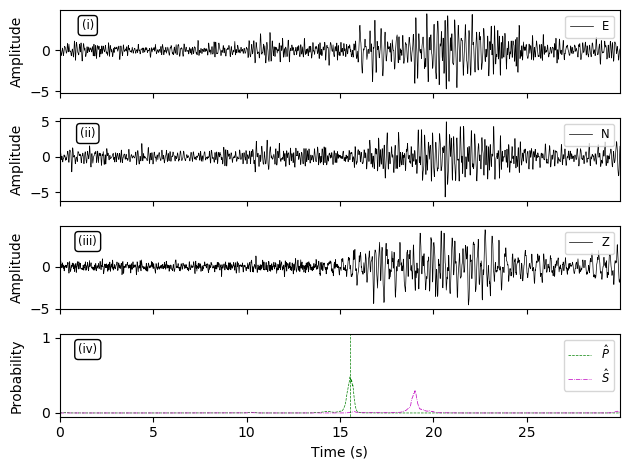 (i)
E
Amplitude
0
−5
(ii)
N
Amplitude
5
0
−5
(iii)
Z
Amplitude
0
−5
(iv)
P̂
Ŝ
Probability
1
0
0 5 10 15 20 25
Time (s)